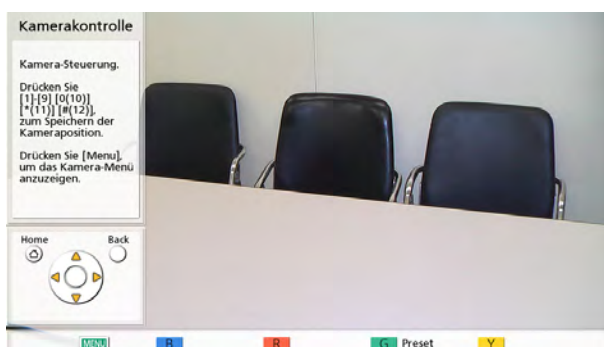 Kamerakontrolle
Kamera-Steuerung.
Drücken Sie
[1]-[9] [0(10)]
[*(11)] [#(12)],
zum Speichern der
Kameraposition.
Drücken Sie [Menu],
um das Kamera-Menü
anzuzeigen.
Home Back
MENU B R G Preset Y